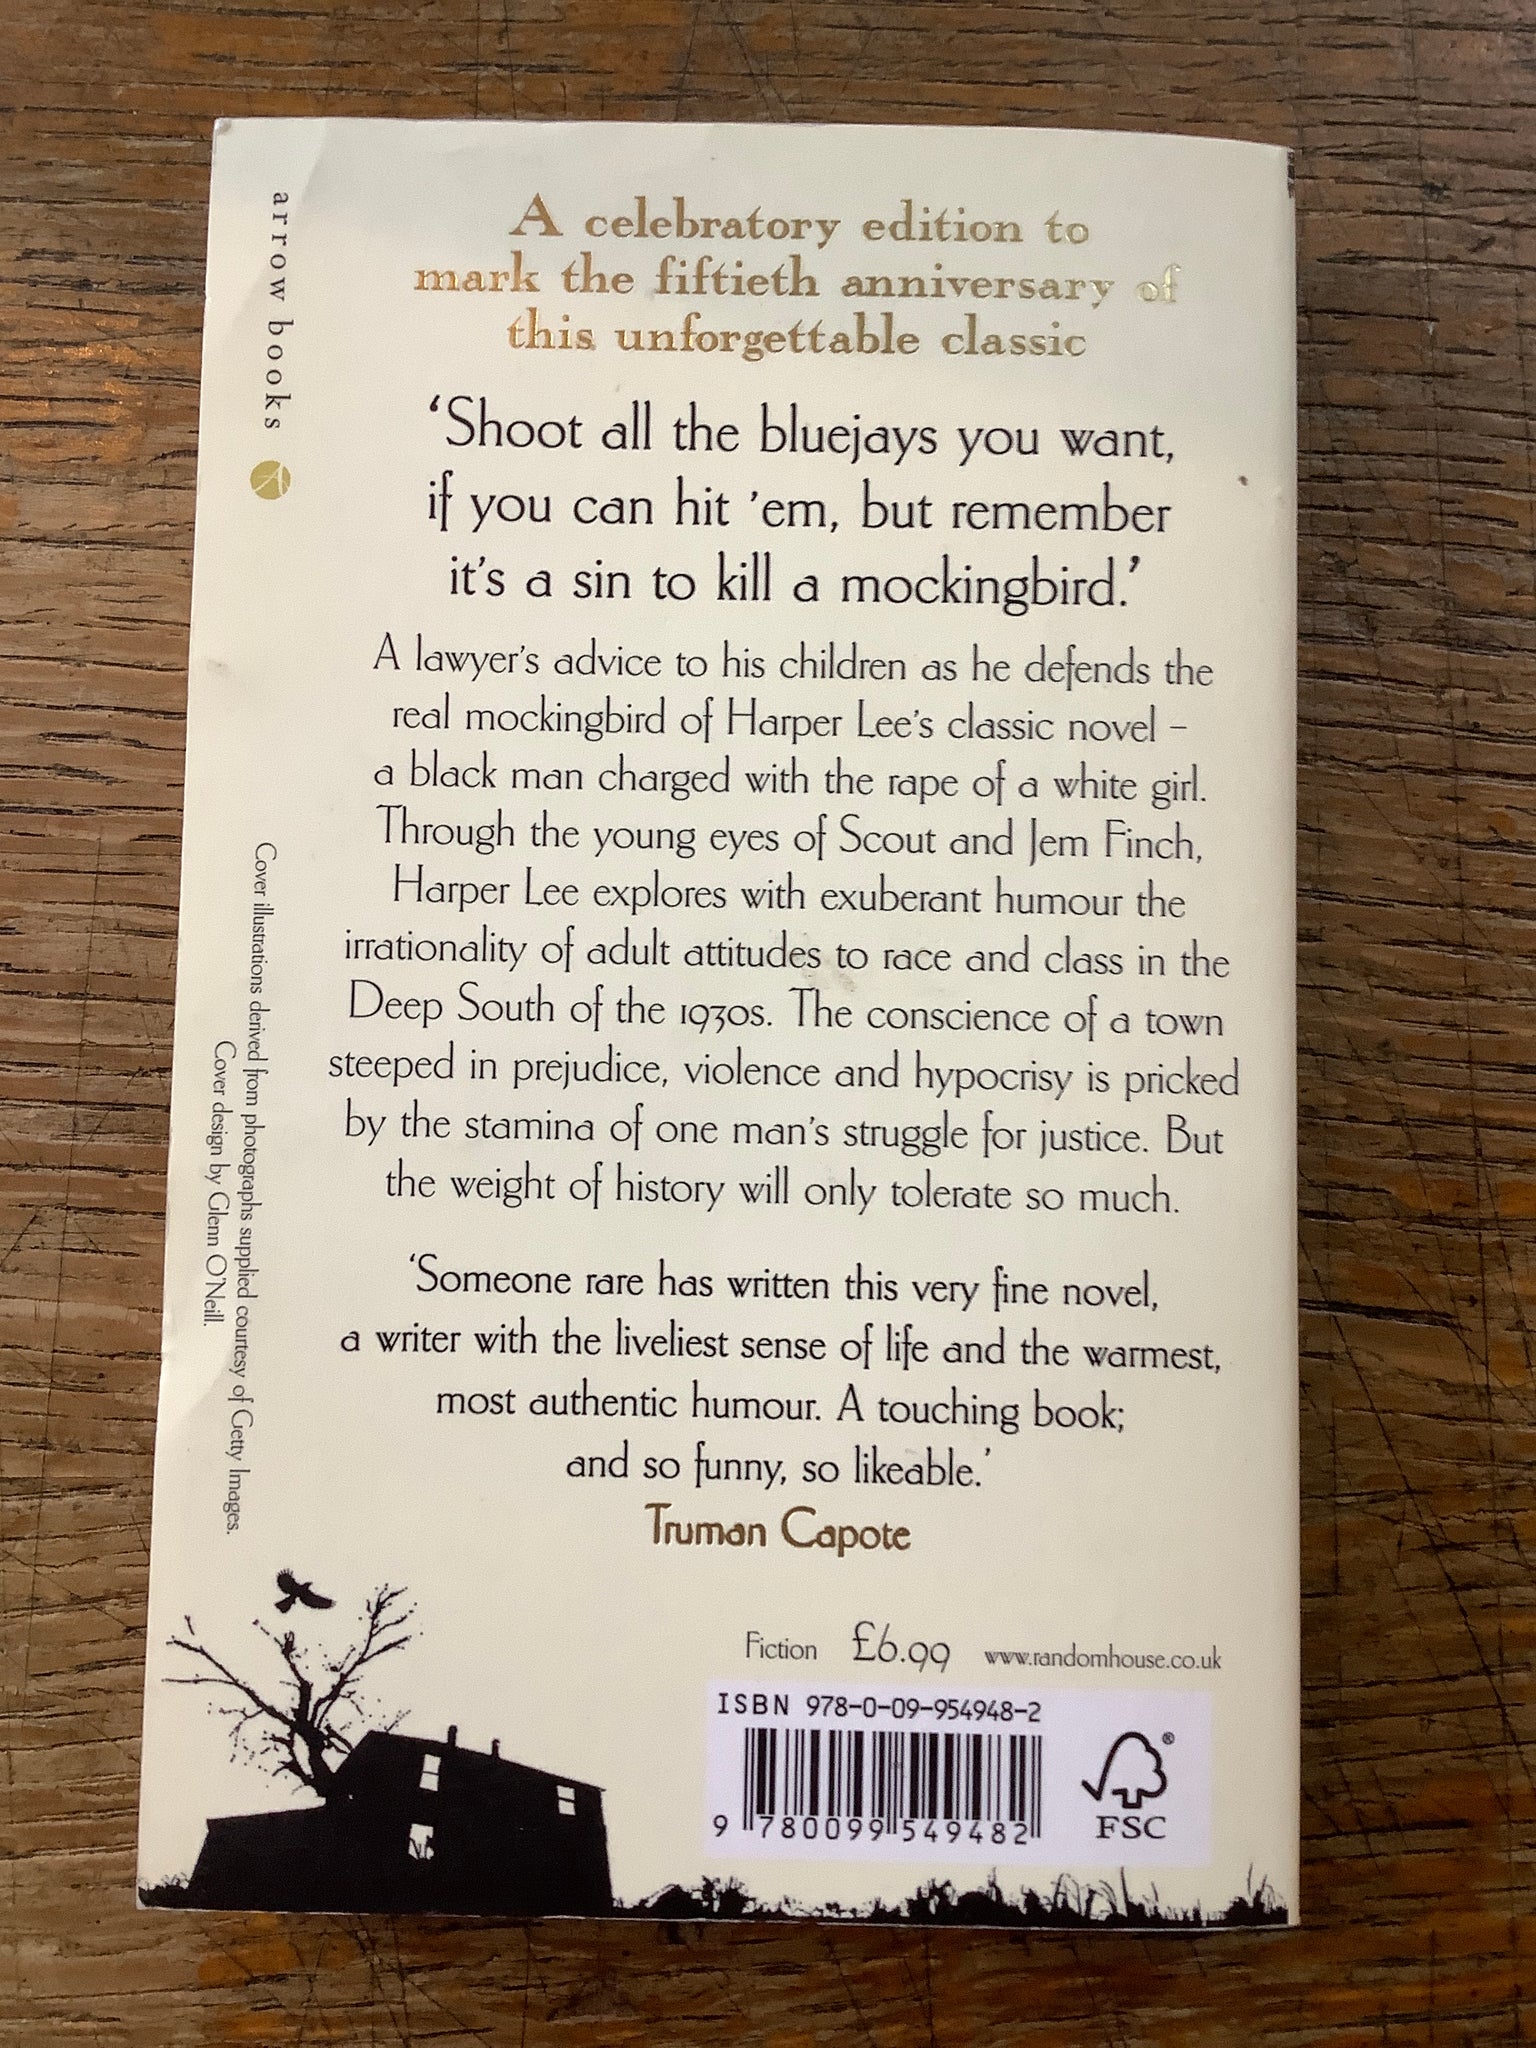 A celebratory edition to
mark the fiftieth anniversary of
this unforgettable classic
‘Shoot all the bluejays you want,
if you can hit ’em, but remember
it’s a sin to kill a mockingbird.’
A lawyer’s advice to his children as he defends the
real mockingbird of Harper Lee’s classic novel –
a black man charged with the rape of a white girl.
Through the young eyes of Scout and Jem Finch,
Harper Lee explores with exuberant humour the
irrationality of adult attitudes to race and class in the
Deep South of the 1930s. The conscience of a town
steeped in prejudice, violence and hypocrisy is pricked
by the stamina of one man’s struggle for justice. But
the weight of history will only tolerate so much.
‘Someone rare has written this very fine novel,
a writer with the liveliest sense of life and the warmest,
most authentic humour. A touching book;
and so funny, so likeable.’
Truman Capote
Fiction £6.99 www.randomhouse.co.uk
ISBN 978-0-09-954948-2
9 780099 549482
® FSC
arrow books
Cover illustrations derived from photographs supplied courtesy of Getty Images.
Cover design by Glenn O’Neill.